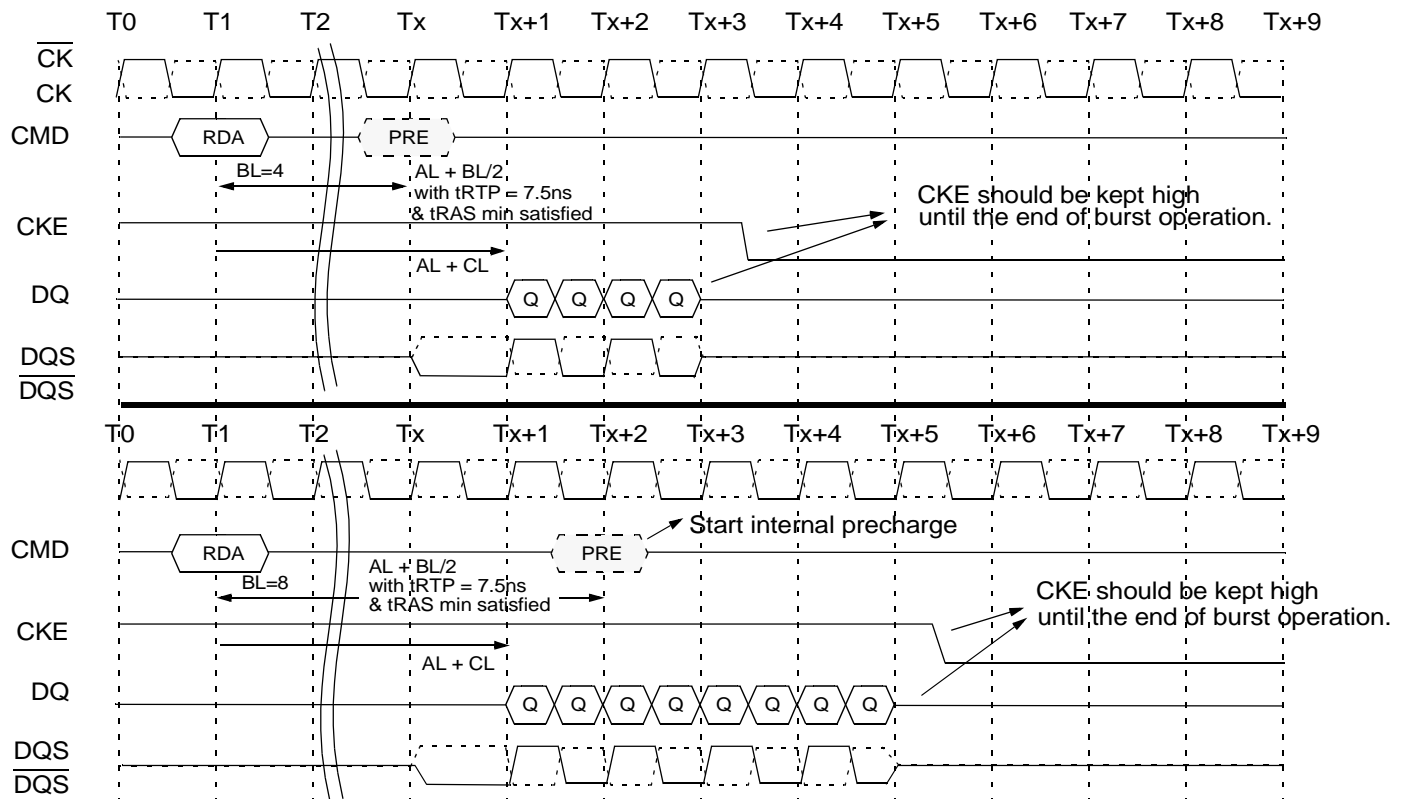 T0 T1 T2 Tx Tx+1 Tx+2 Tx+3 Tx+4 Tx+5 Tx+6 Tx+7 Tx+8 Tx+9
CK
CK
CMD RDA PRE
BL=4 AL + BL/2
with tRTP = 7.5ns
& tRAS min satisfied
CKE should be kept high
until the end of burst operation.
CKE
AL + CL
DQ Q Q Q Q
DQS
DQS
T0 T1 T2 Tx Tx+1 Tx+2 Tx+3 Tx+4 Tx+5 Tx+6 Tx+7 Tx+8 Tx+9
Start internal precharge
CMD RDA PRE
BL=8 AL + BL/2
with tRTP = 7.5ns
& tRAS min satisfied
CKE should be kept high
until the end of burst operation.
CKE
AL + CL
DQ Q Q Q Q Q Q Q Q
DQS
DQS